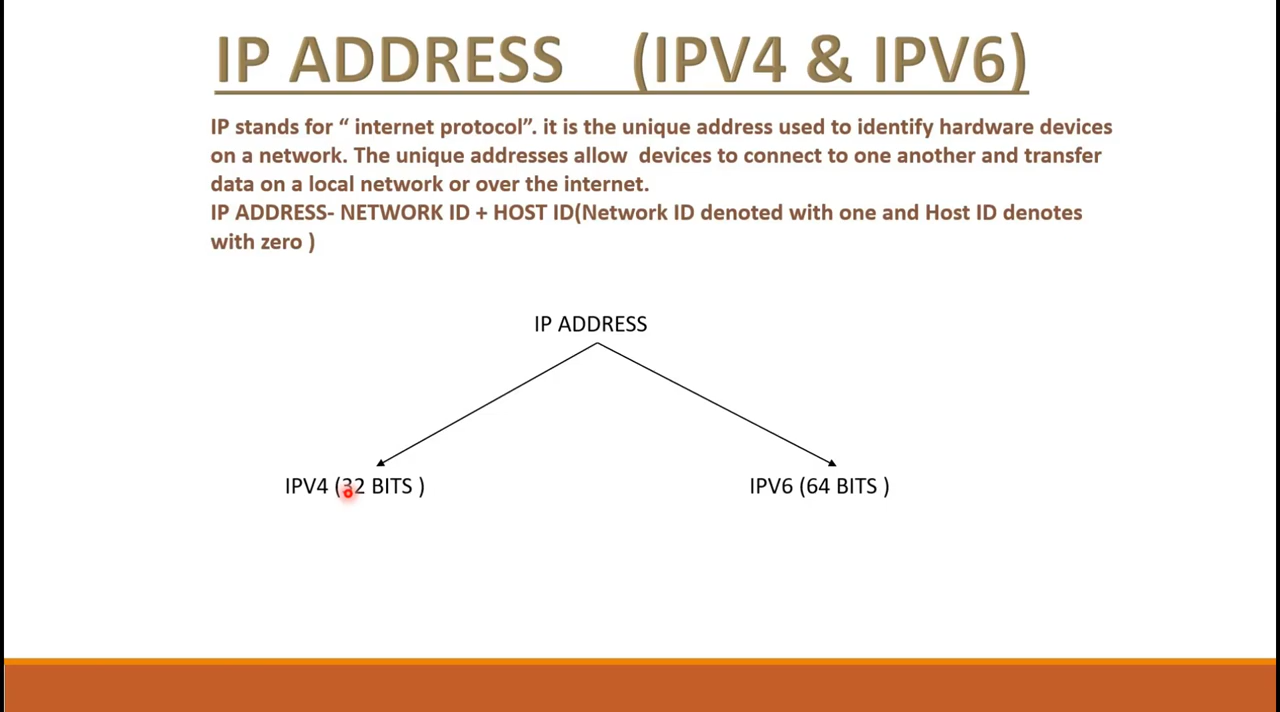 IP ADDRESS (IPV4 & IPV6)
IP stands for “ internet protocol”. it is the unique address used to identify hardware devices
on a network. The unique addresses allow devices to connect to one another and transfer
data on a local network or over the internet.
IP ADDRESS- NETWORK ID + HOST ID(Network ID denoted with one and Host ID denotes
with zero )
IP ADDRESS
IPV4 (32 BITS )
IPV6 (64 BITS )